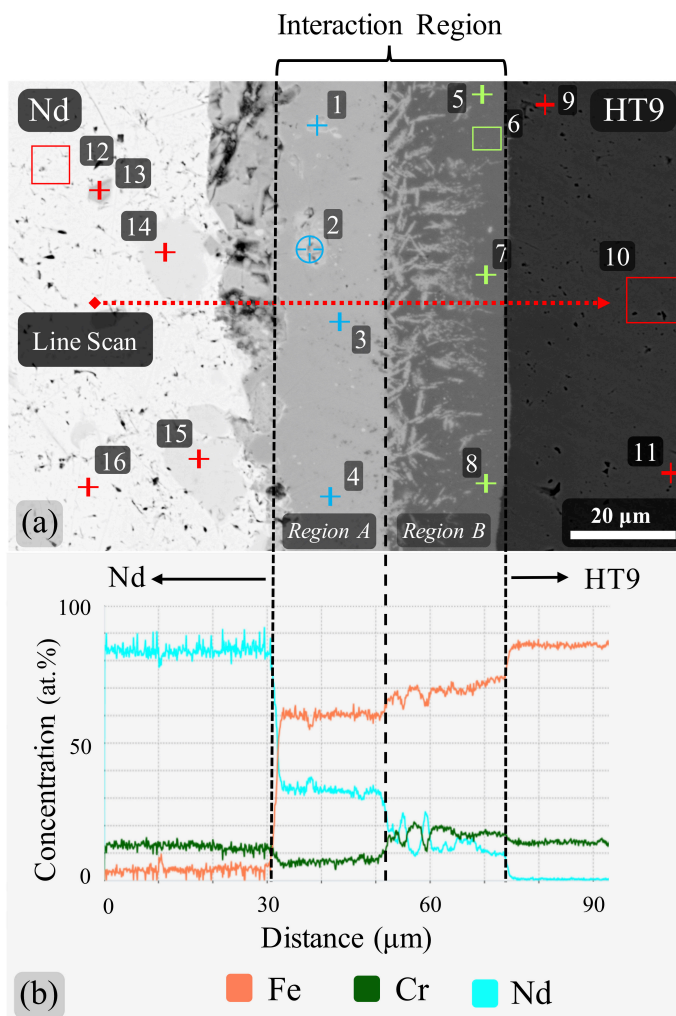 Interaction Region
Nd
HT9
1
2
3
4
5
6
7
8
9
10
11
12
13
14
15
16
Line Scan
(a)
Region A
Region B
20 µm
Nd
HT9
Concentration (at.%)
100
50
0
0
30
60
90
Distance (µm)
(b)
Fe
Cr
Nd